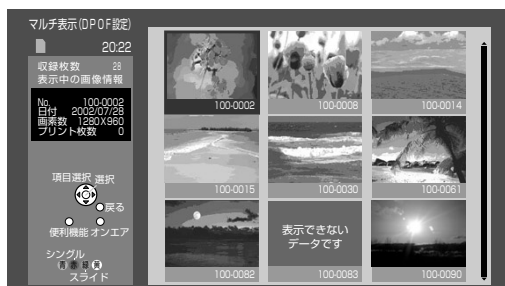 マルチ表示(DPOF設定)
20:22
収録枚数 28
表示中の画像情報
No. 100-0002
日付 2002/07/28
画素数 1280X960
プリント枚数 0
項目選択 選択
戻る
便利機能 オンエア
シングル
青 赤 緑 黄
スライド
100-0002
100-0008
100-0014
100-0015
100-0030
100-0061
100-0082
表示できない
データです
100-0083
100-0090